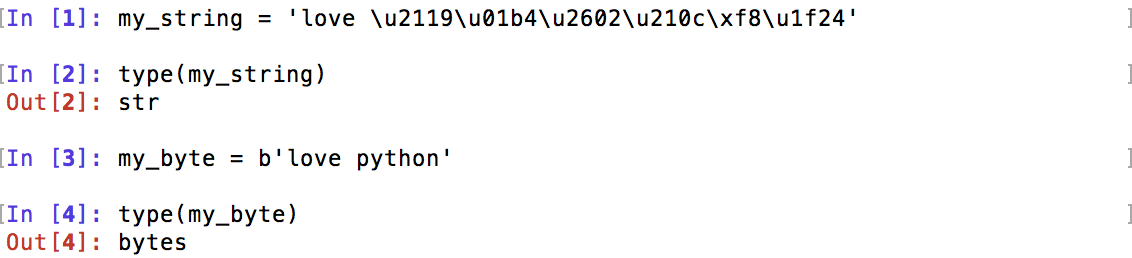 [In [1]: my_string = 'love \u2119\u01b4\u2602\u210c\xf8\u1f24' ]
[In [2]: type(my_string) ]
Out[2]: str
[In [3]: my_byte = b'love python' ]
[In [4]: type(my_byte) ]
Out[4]: bytes